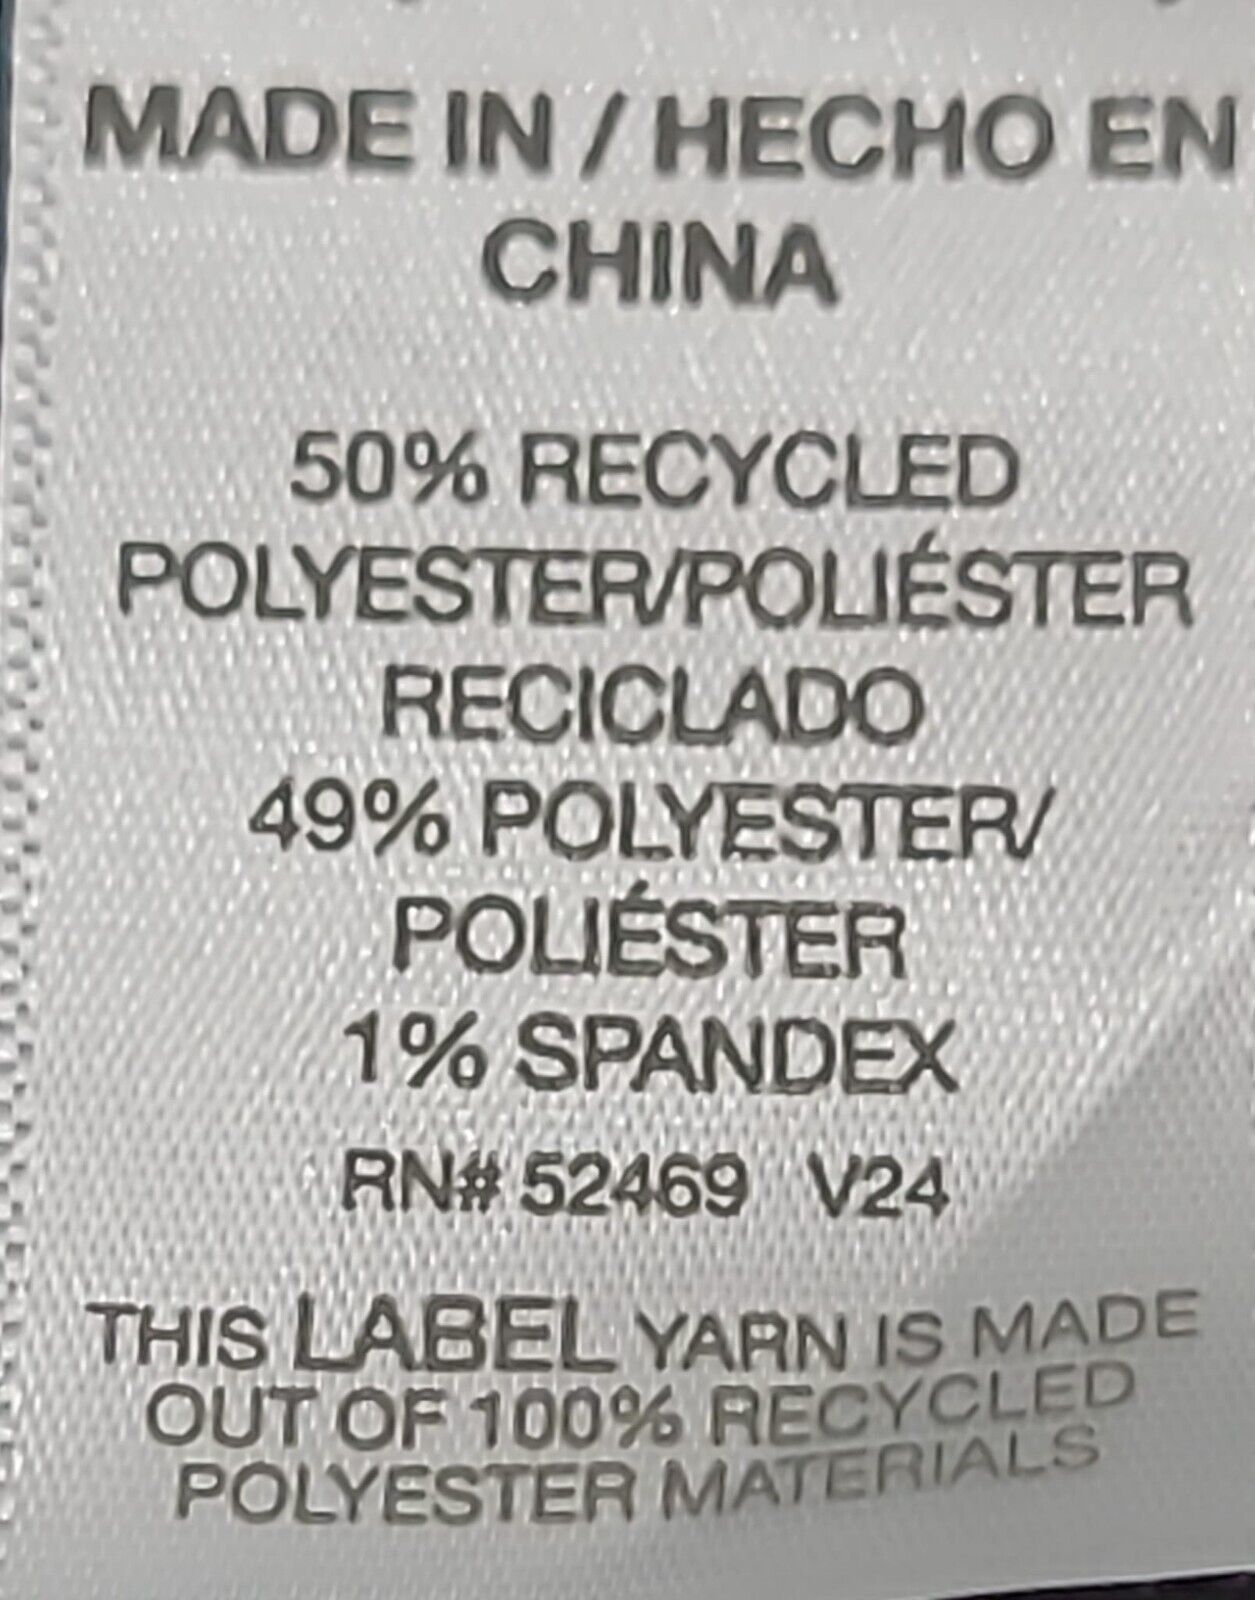 MADE IN / HECHO EN
CHINA
50% RECYCLED
POLYESTER/POLIÉSTER
RECICLADO
49% POLYESTER/
POLIÉSTER
1% SPANDEX
RN# 52469 V24
THIS LABEL YARN IS MADE
OUT OF 100% RECYCLED
POLYESTER MATERIALS